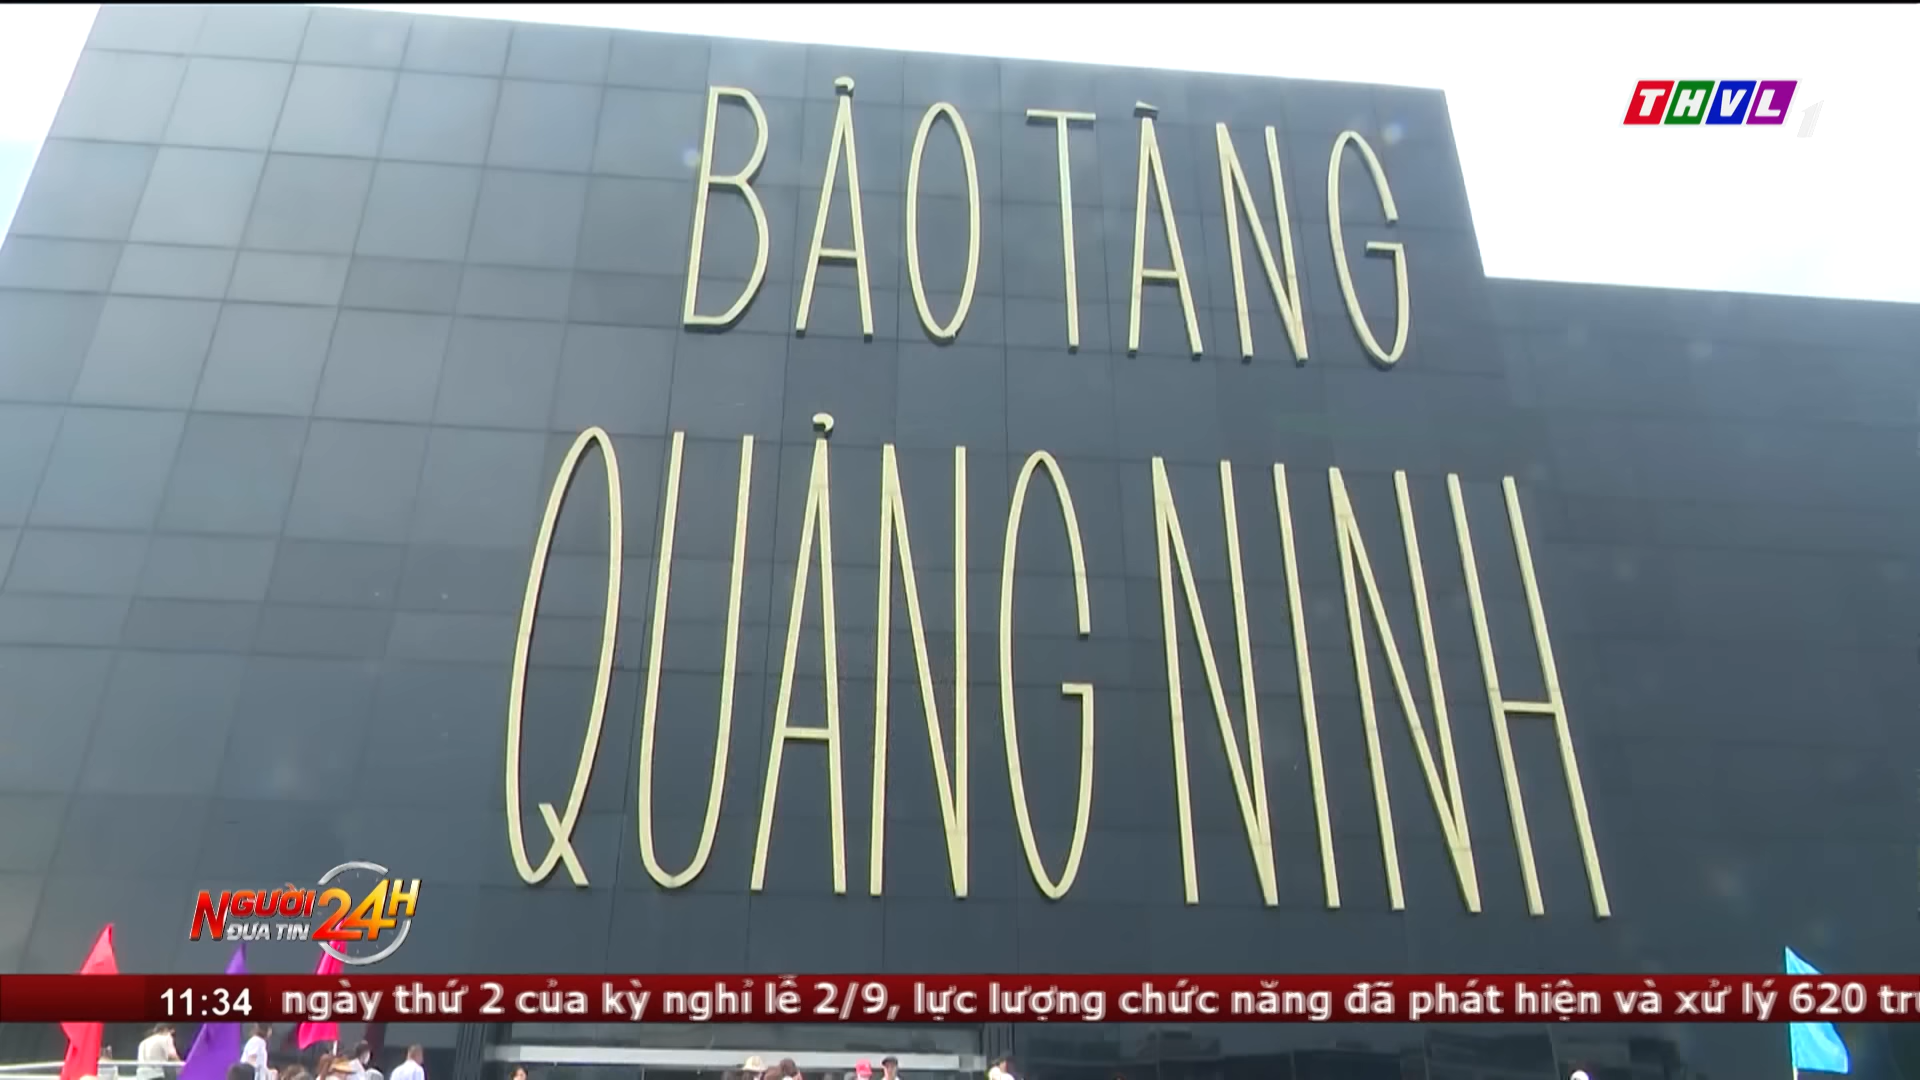 BẢO TÀNG
THVL1
QUẢNG NINH
NGƯỜI
ĐƯA TIN
24H
11:34
ngày thứ 2 của kỳ nghỉ lễ 2/9, lực lượng chức năng đã phát hiện và xử lý 620